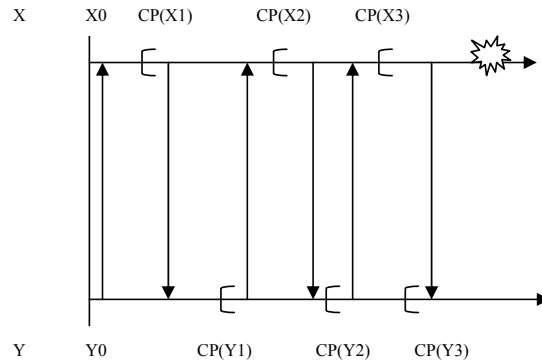 X X0 CP(X1) CP(X2) CP(X3)
Y Y0 CP(Y1) CP(Y2) CP(Y3)